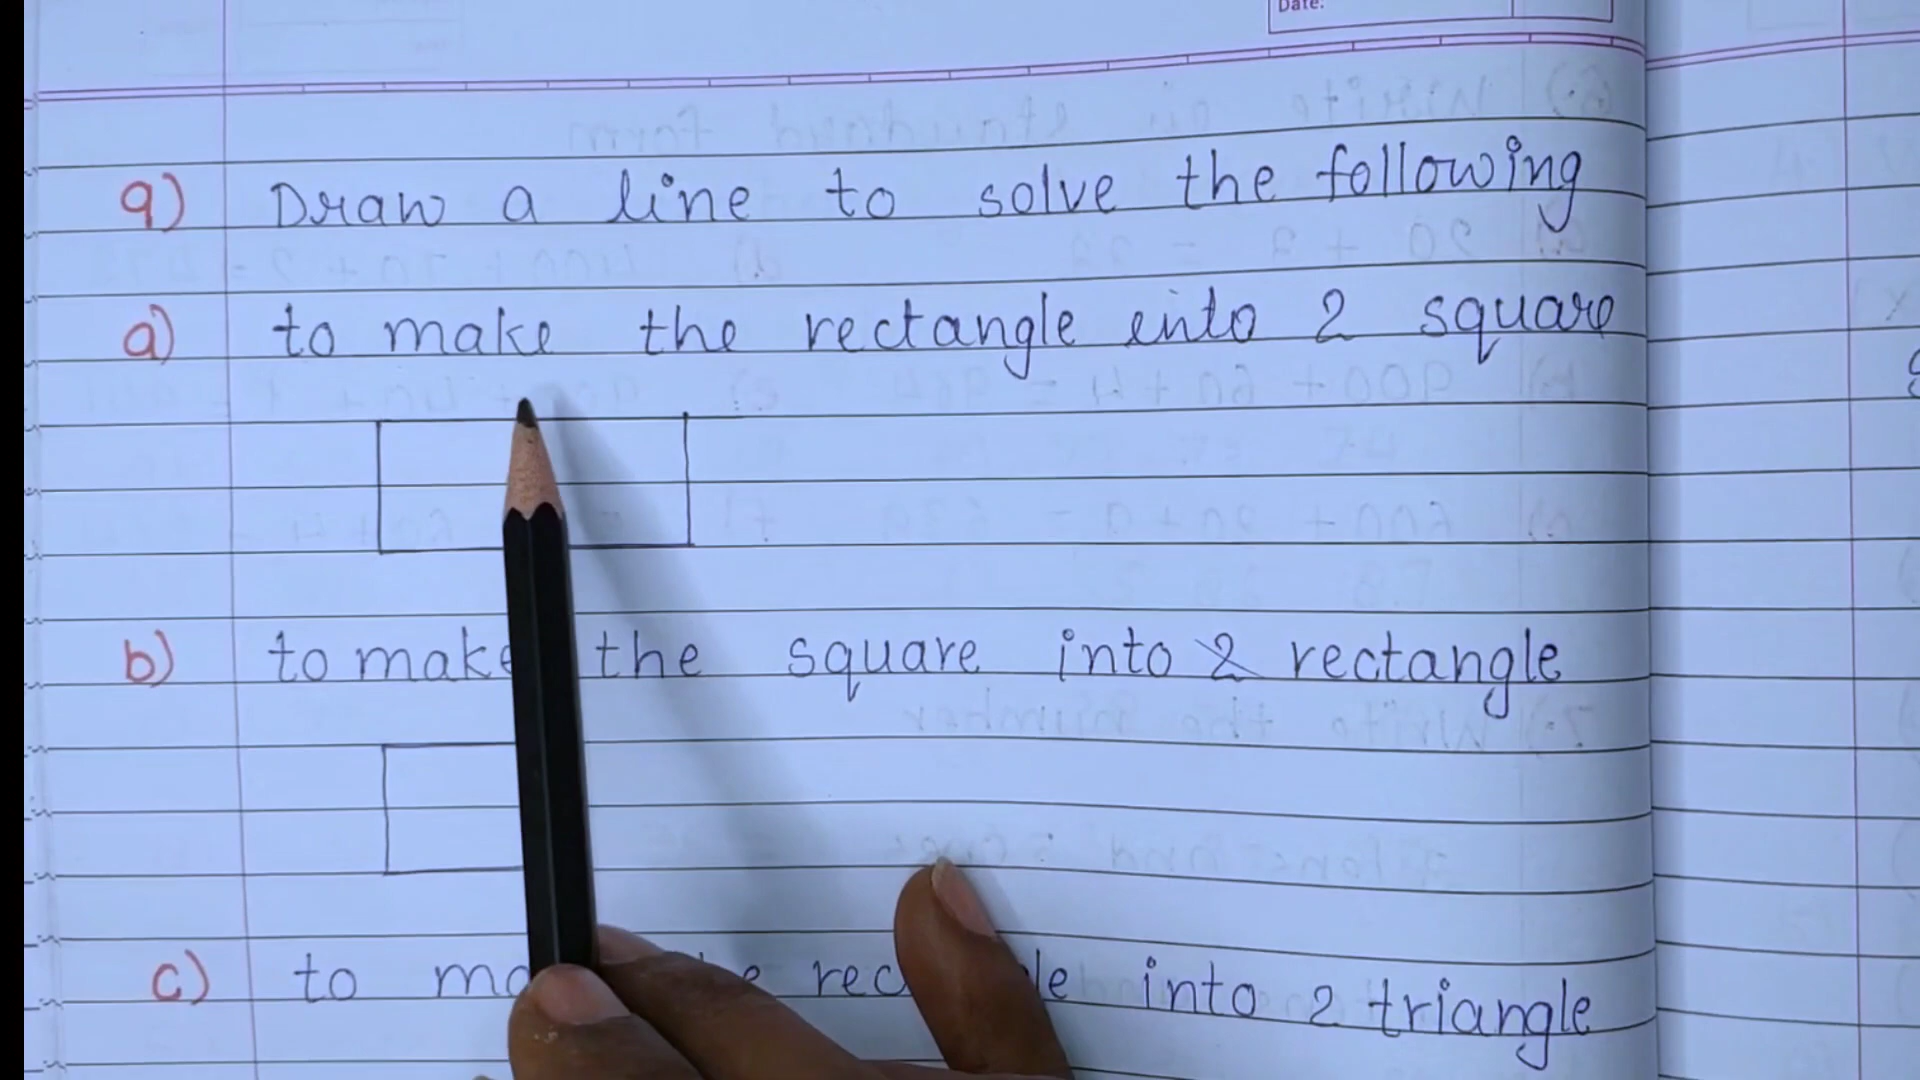 Date:
9) Draw a line to solve the following
a) to make the rectangle into 2 square
b) to make the square into 2 rectangle
c) to into 2 triangle